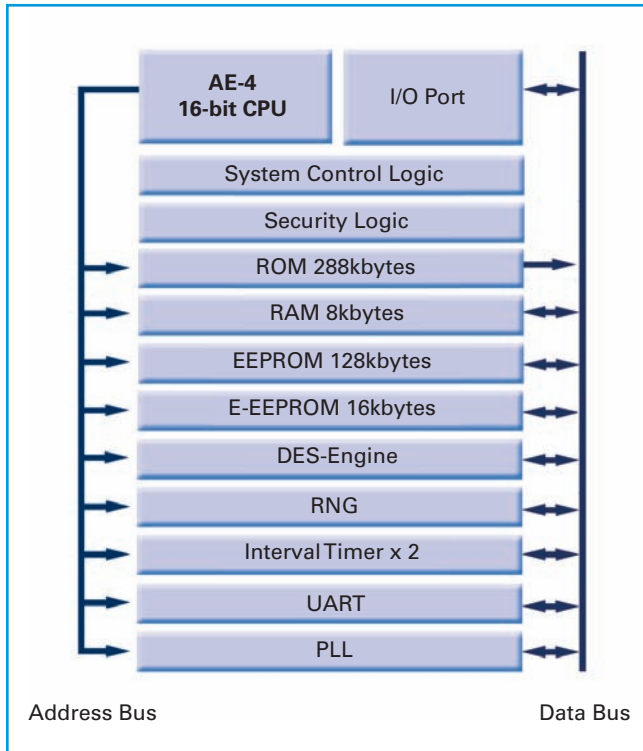 AE-4
16-bit CPU
I/O Port
System Control Logic
Security Logic
ROM 288kbytes
RAM 8kbytes
EEPROM 128kbytes
E-EEPROM 16kbytes
DES-Engine
RNG
Interval Timer x 2
UART
PLL
Address Bus
Data Bus